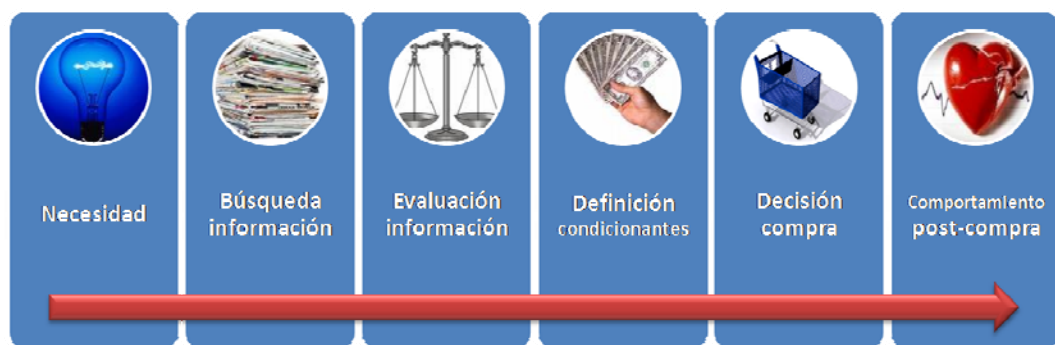 Necesidad
Búsqueda
información
Evaluación
información
Definición
condicionantes
Decisión
compra
Comportamiento
post-compra